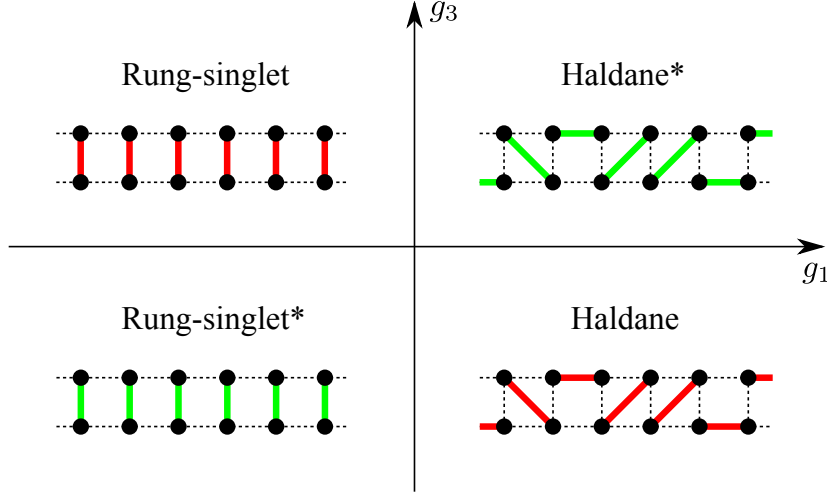 g₃
Rung-singlet
Haldane*
g₁
Rung-singlet*
Haldane